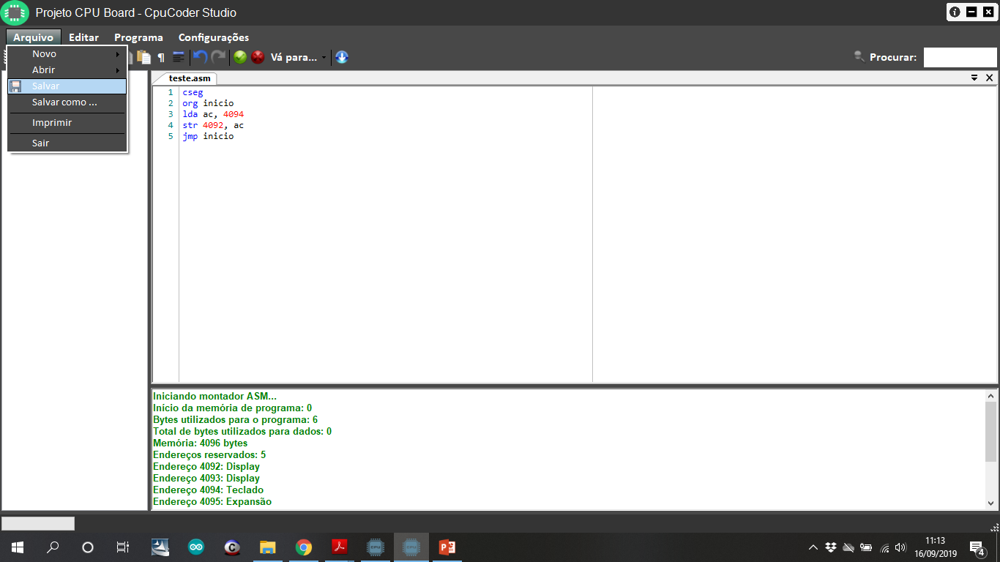 Projeto CPU Board - CpuCoder Studio
Arquivo Editar Programa Configurações
Novo
Abrir
Salvar
Salvar como ...
Imprimir
Sair
Vá para... Procurar:
teste.asm
1 cseg
2 org inicio
3 lda ac, 4094
4 str 4092, ac
5 jmp inicio
Iniciando montador ASM...
Início da memória de programa: 0
Bytes utilizados para o programa: 6
Total de bytes utilizados para dados: 0
Memória: 4096 bytes
Endereços reservados: 5
Endereço 4092: Display
Endereço 4093: Display
Endereço 4094: Teclado
Endereço 4095: Expansão
CPU CPU
11:13
16/09/2019
4